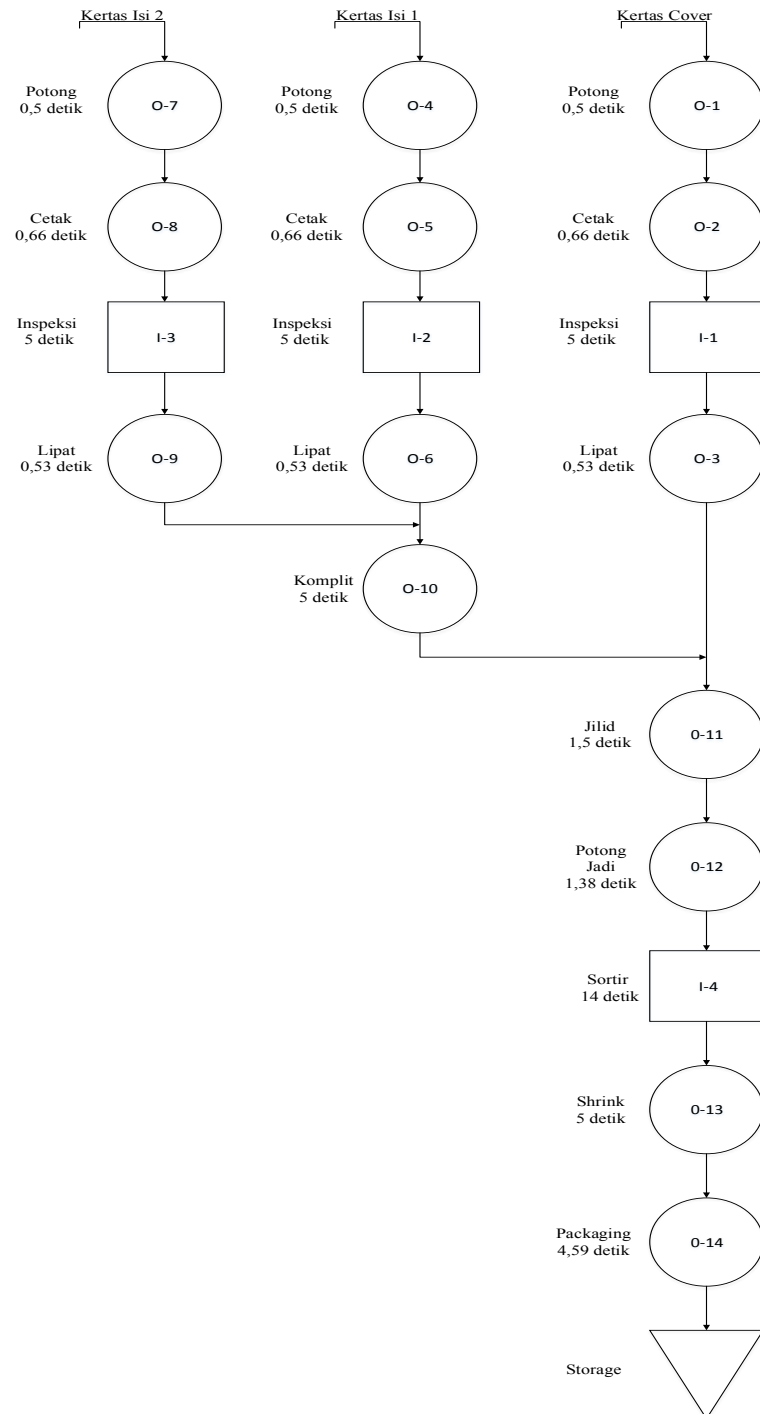 Kertas Isi 2
Kertas Isi 1
Kertas Cover
Potong
0,5 detik
O-7
Potong
0,5 detik
O-4
Potong
0,5 detik
O-1
Cetak
0,66 detik
O-8
Cetak
0,66 detik
O-5
Cetak
0,66 detik
O-2
Inspeksi
5 detik
I-3
Inspeksi
5 detik
I-2
Inspeksi
5 detik
I-1
Lipat
0,53 detik
O-9
Lipat
0,53 detik
O-6
Lipat
0,53 detik
O-3
Komplit
5 detik
O-10
Jilid
1,5 detik
0-11
Potong
Jadi
1,38 detik
0-12
Sortir
14 detik
I-4
Shrink
5 detik
0-13
Packaging
4,59 detik
0-14
Storage